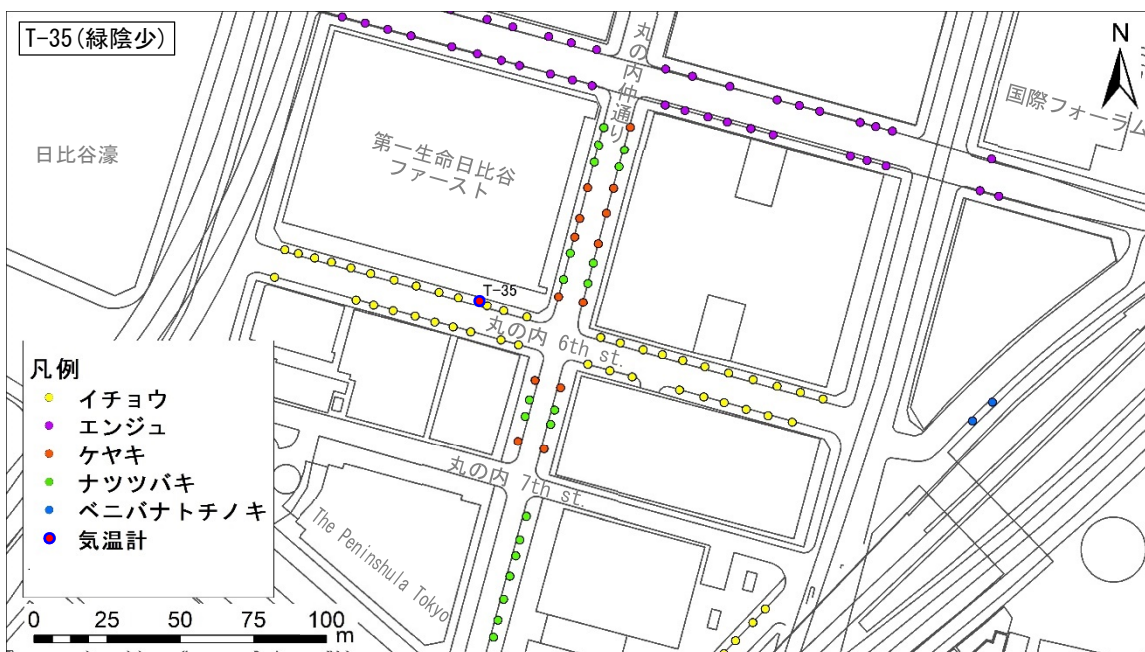 T-35(緑陰少)
N
丸の内仲通り
国際フォーラム
日比谷濠
第一生命日比谷
ファースト
T-35
丸の内 6th st.
凡例
イチョウ
エンジュ
ケヤキ
ナツツバキ
ベニバナトチノキ
気温計
丸の内 7th st.
The Peninshula Tokyo
0 25 50 75 100
m